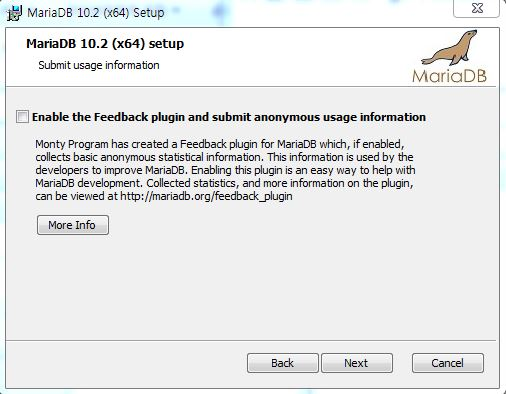 MariaDB 10.2 (x64) Setup
MariaDB 10.2 (x64) setup
Submit usage information
MariaDB
Enable the Feedback plugin and submit anonymous usage information
Monty Program has created a Feedback plugin for MariaDB which, if enabled,
collects basic anonymous statistical information. This information is used by the
developers to improve MariaDB. Enabling this plugin is an easy way to help with
MariaDB development. Collected statistics, and more information on the plugin,
can be viewed at http://mariadb.org/feedback_plugin
More Info
Back
Next
Cancel